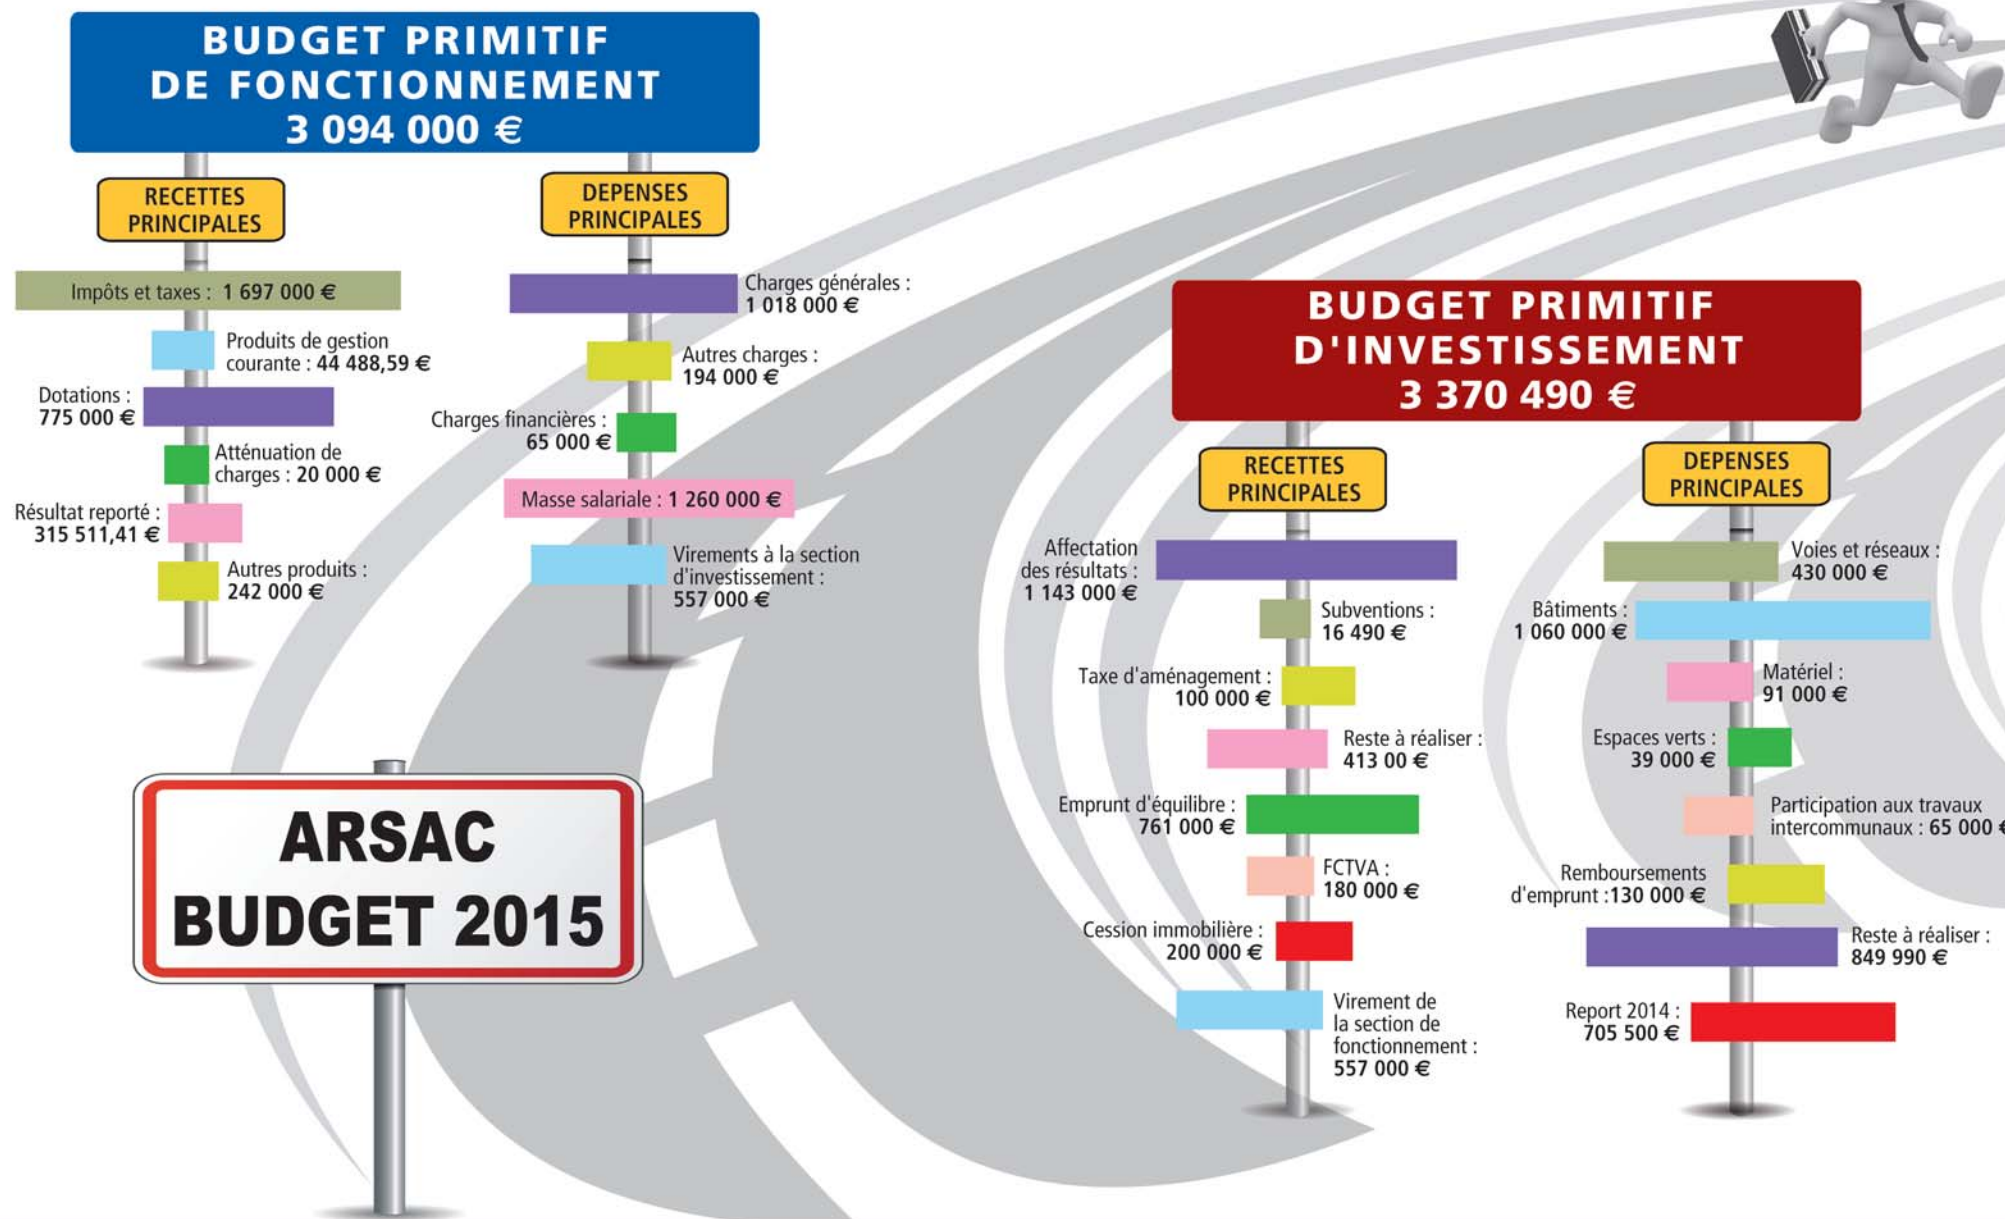 BUDGET PRIMITIF
DE FONCTIONNEMENT
3 094 000 €
RECETTES
PRINCIPALES
Impôts et taxes : 1 697 000 €
Produits de gestion
courante : 44 488,59 €
Dotations :
775 000 €
Atténuation de
charges : 20 000 €
Résultat reporté :
315 511,41 €
Autres produits :
242 000 €
DEPENSES
PRINCIPALES
Charges générales :
1 018 000 €
Autres charges :
194 000 €
Charges financières :
65 000 €
Masse salariale : 1 260 000 €
Virements à la section
d'investissement :
557 000 €
BUDGET PRIMITIF
D'INVESTISSEMENT
3 370 490 €
RECETTES
PRINCIPALES
Affectation
des résultats :
1 143 000 €
Subventions :
16 490 €
Taxe d'aménagement :
100 000 €
Reste à réaliser :
413 00 €
Emprunt d'équilibre :
761 000 €
FCTVA :
180 000 €
Cession immobilière :
200 000 €
Virement de
la section de
fonctionnement :
557 000 €
DEPENSES
PRINCIPALES
Voies et réseaux :
430 000 €
Bâtiments :
1 060 000 €
Matériel :
91 000 €
Espaces verts :
39 000 €
Participation aux travaux
intercommunaux : 65 000 €
Remboursements
d'emprunt :130 000 €
Reste à réaliser :
849 990 €
Report 2014 :
705 500 €
ARSAC
BUDGET 2015